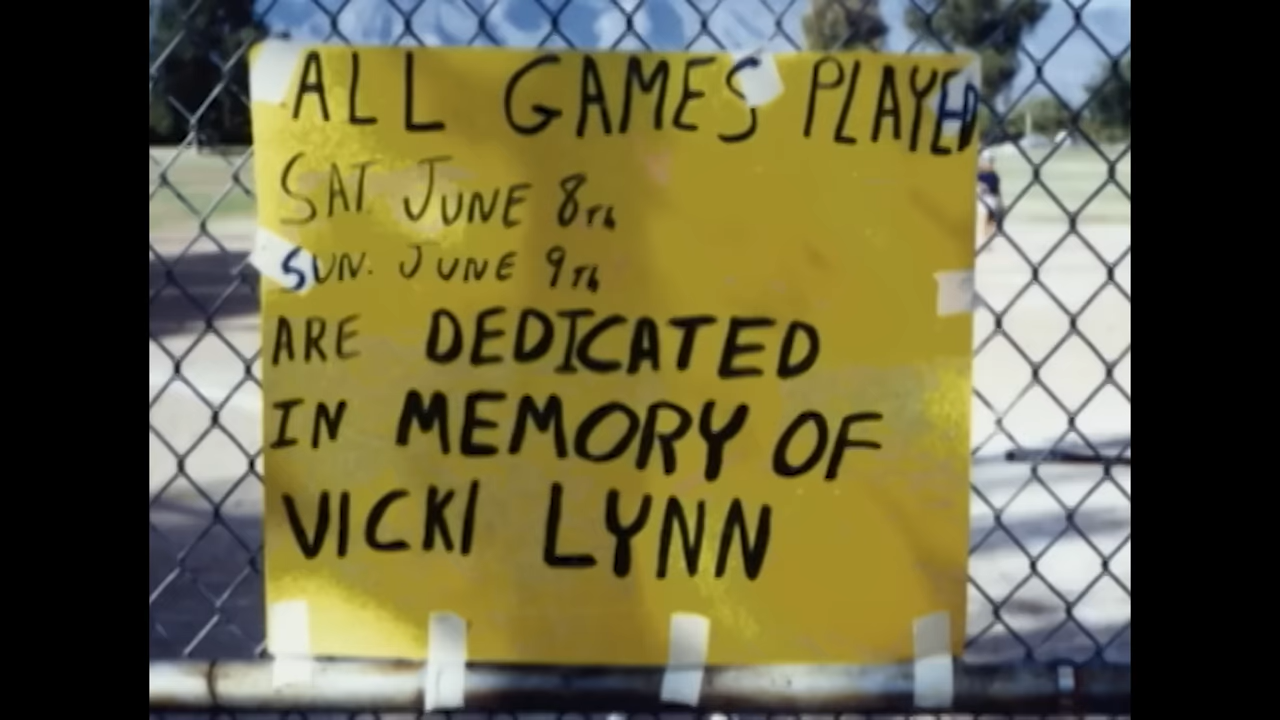 ALL GAMES PLAYED
SAT. JUNE 8Th
SUN. JUNE 9Th
ARE DEDICATED
IN MEMORY OF
VICKI LYNN